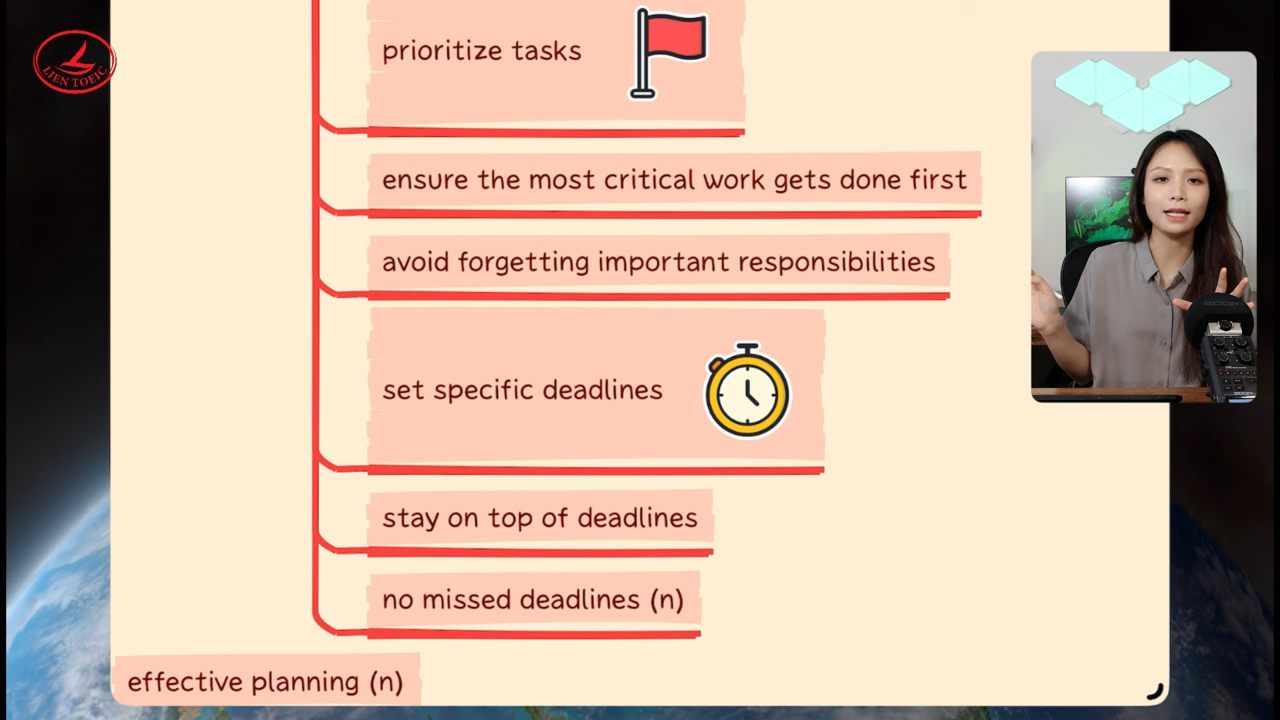 LIEN TOEIC
prioritize tasks
ensure the most critical work gets done first
avoid forgetting important responsibilities
set specific deadlines
stay on top of deadlines
no missed deadlines (n)
effective planning (n)